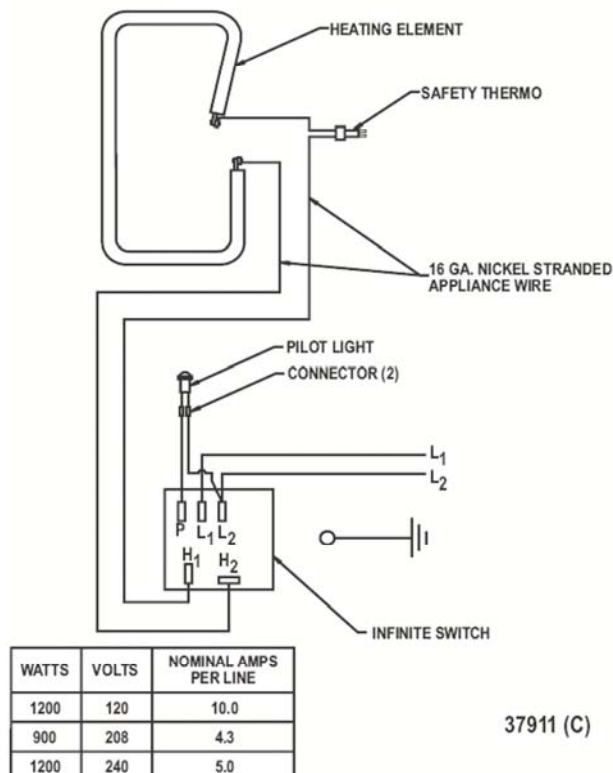 HEATING ELEMENT
SAFETY THERMO
16 GA. NICKEL STRANDED
APPLIANCE WIRE
PILOT LIGHT
CONNECTOR (2)
L1
L2
P L1 L2
H1 H2
INFINITE SWITCH
WATTS VOLTS NOMINAL AMPS
PER LINE
1200 120 10.0
900 208 4.3
1200 240 5.0
37911 (C)